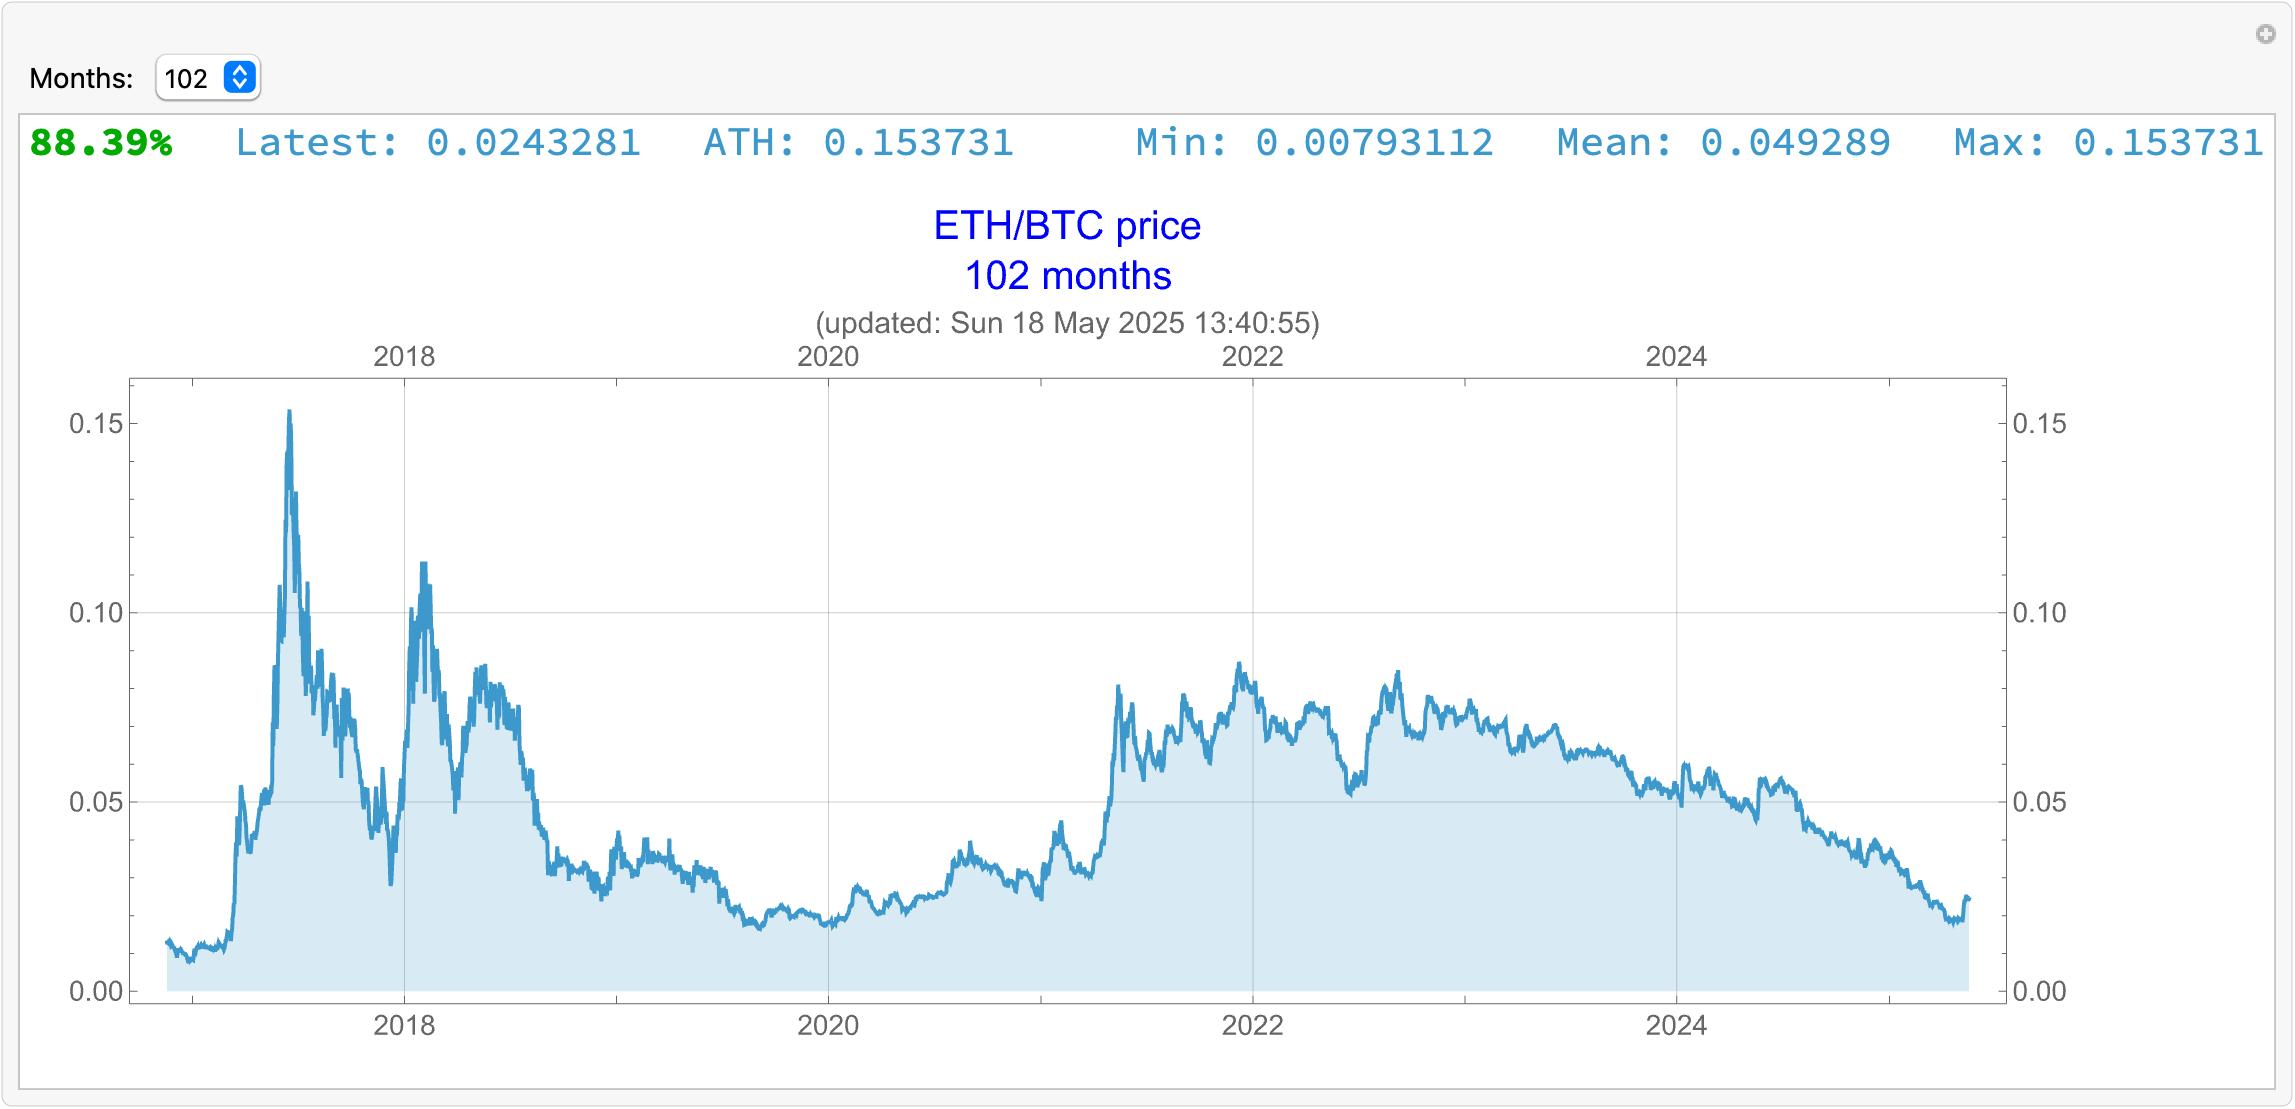 Months: 102
88.39% Latest: 0.0243281 ATH: 0.153731 Min: 0.00793112 Mean: 0.049289 Max: 0.153731
ETH/BTC price
102 months
(updated: Sun 18 May 2025 13:40:55)
2018 2020 2022 2024
0.15 0.15
0.10 0.10
0.05 0.05
0.00 0.00
2018 2020 2022 2024